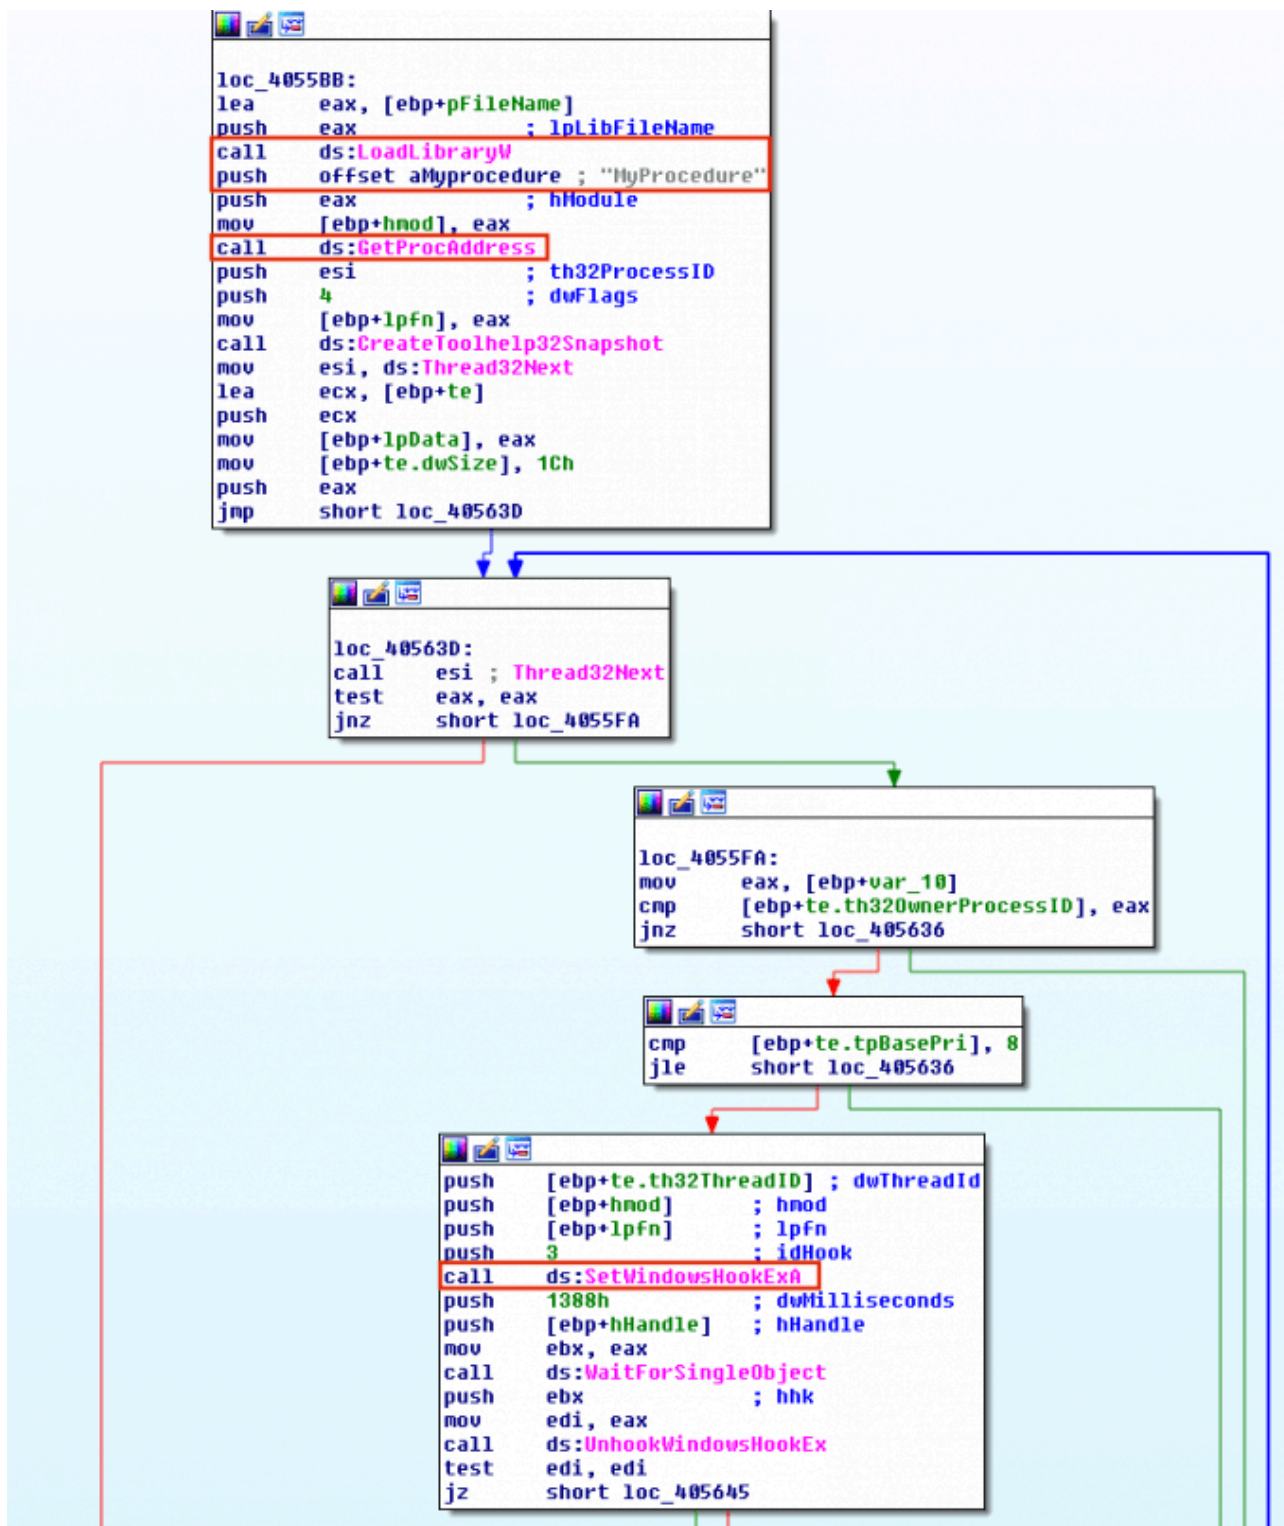 loc_4055BB:
lea eax, [ebp+pFileName]
push eax ; lpLibFileName
call ds:LoadLibraryW
push offset aMyprocedure ; "MyProcedure"
push eax ; hModule
mov [ebp+hmod], eax
call ds:GetProcAddress
push esi ; th32ProcessID
push 4 ; dwFlags
mov [ebp+lpfn], eax
call ds:CreateToolhelp32Snapshot
mov esi, ds:Thread32Next
lea ecx, [ebp+te]
push ecx
mov [ebp+lpData], eax
mov [ebp+te.dwSize], 1Ch
push eax
jmp short loc_40563D
loc_40563D:
call esi ; Thread32Next
test eax, eax
jnz short loc_4055FA
loc_4055FA:
mov eax, [ebp+var_10]
cmp [ebp+te.th32OwnerProcessID], eax
jnz short loc_405636
cmp [ebp+te.tpBasePri], 8
jle short loc_405636
push [ebp+te.th32ThreadID] ; dwThreadId
push [ebp+hmod] ; hmod
push [ebp+lpfn] ; lpfn
push 3 ; idHook
call ds:SetWindowsHookExA
push 1388h ; dwMilliseconds
push [ebp+hHandle] ; hHandle
mov ebx, eax
call ds:WaitForSingleObject
push ebx ; hhk
mov edi, eax
call ds:UnhookWindowsHookEx
test edi, edi
jz short loc_405645